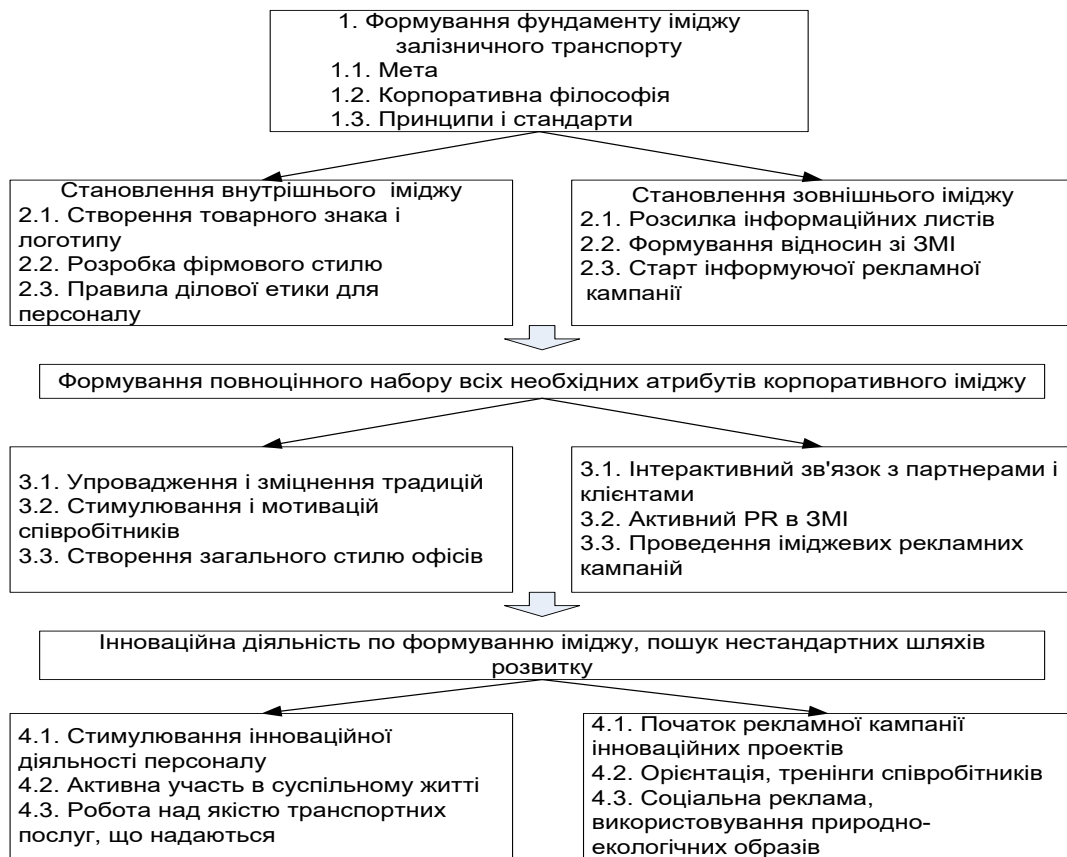 1. Формування фундаменту іміджу
залізничного транспорту
1.1. Мета
1.2. Корпоративна філософія
1.3. Принципи і стандарти
Становлення внутрішнього іміджу
2.1. Створення товарного знака і
логотипу
2.2. Розробка фірмового стилю
2.3. Правила ділової етики для
персоналу
Становлення зовнішнього іміджу
2.1. Розсилка інформаційних листів
2.2. Формування відносин зі ЗМІ
2.3. Старт інформуючої рекламної
кампанії
Формування повноцінного набору всіх необхідних атрибутів корпоративного іміджу
3.1. Упровадження і зміцнення традицій
3.2. Стимулювання і мотивацій
співробітників
3.3. Створення загального стилю офісів
3.1. Інтерактивний зв'язок з партнерами і
клієнтами
3.2. Активний PR в ЗМІ
3.3. Проведення іміджевих рекламних
кампаній
Інноваційна діяльність по формуванню іміджу, пошук нестандартних шляхів
розвитку
4.1. Стимулювання інноваційної
діяльності персоналу
4.2. Активна участь в суспільному житті
4.3. Робота над якістю транспортних
послуг, що надаються
4.1. Початок рекламної кампанії
інноваційних проектів
4.2. Орієнтація, тренінги співробітників
4.3. Соціальна реклама,
використовування природно-
екологічних образів